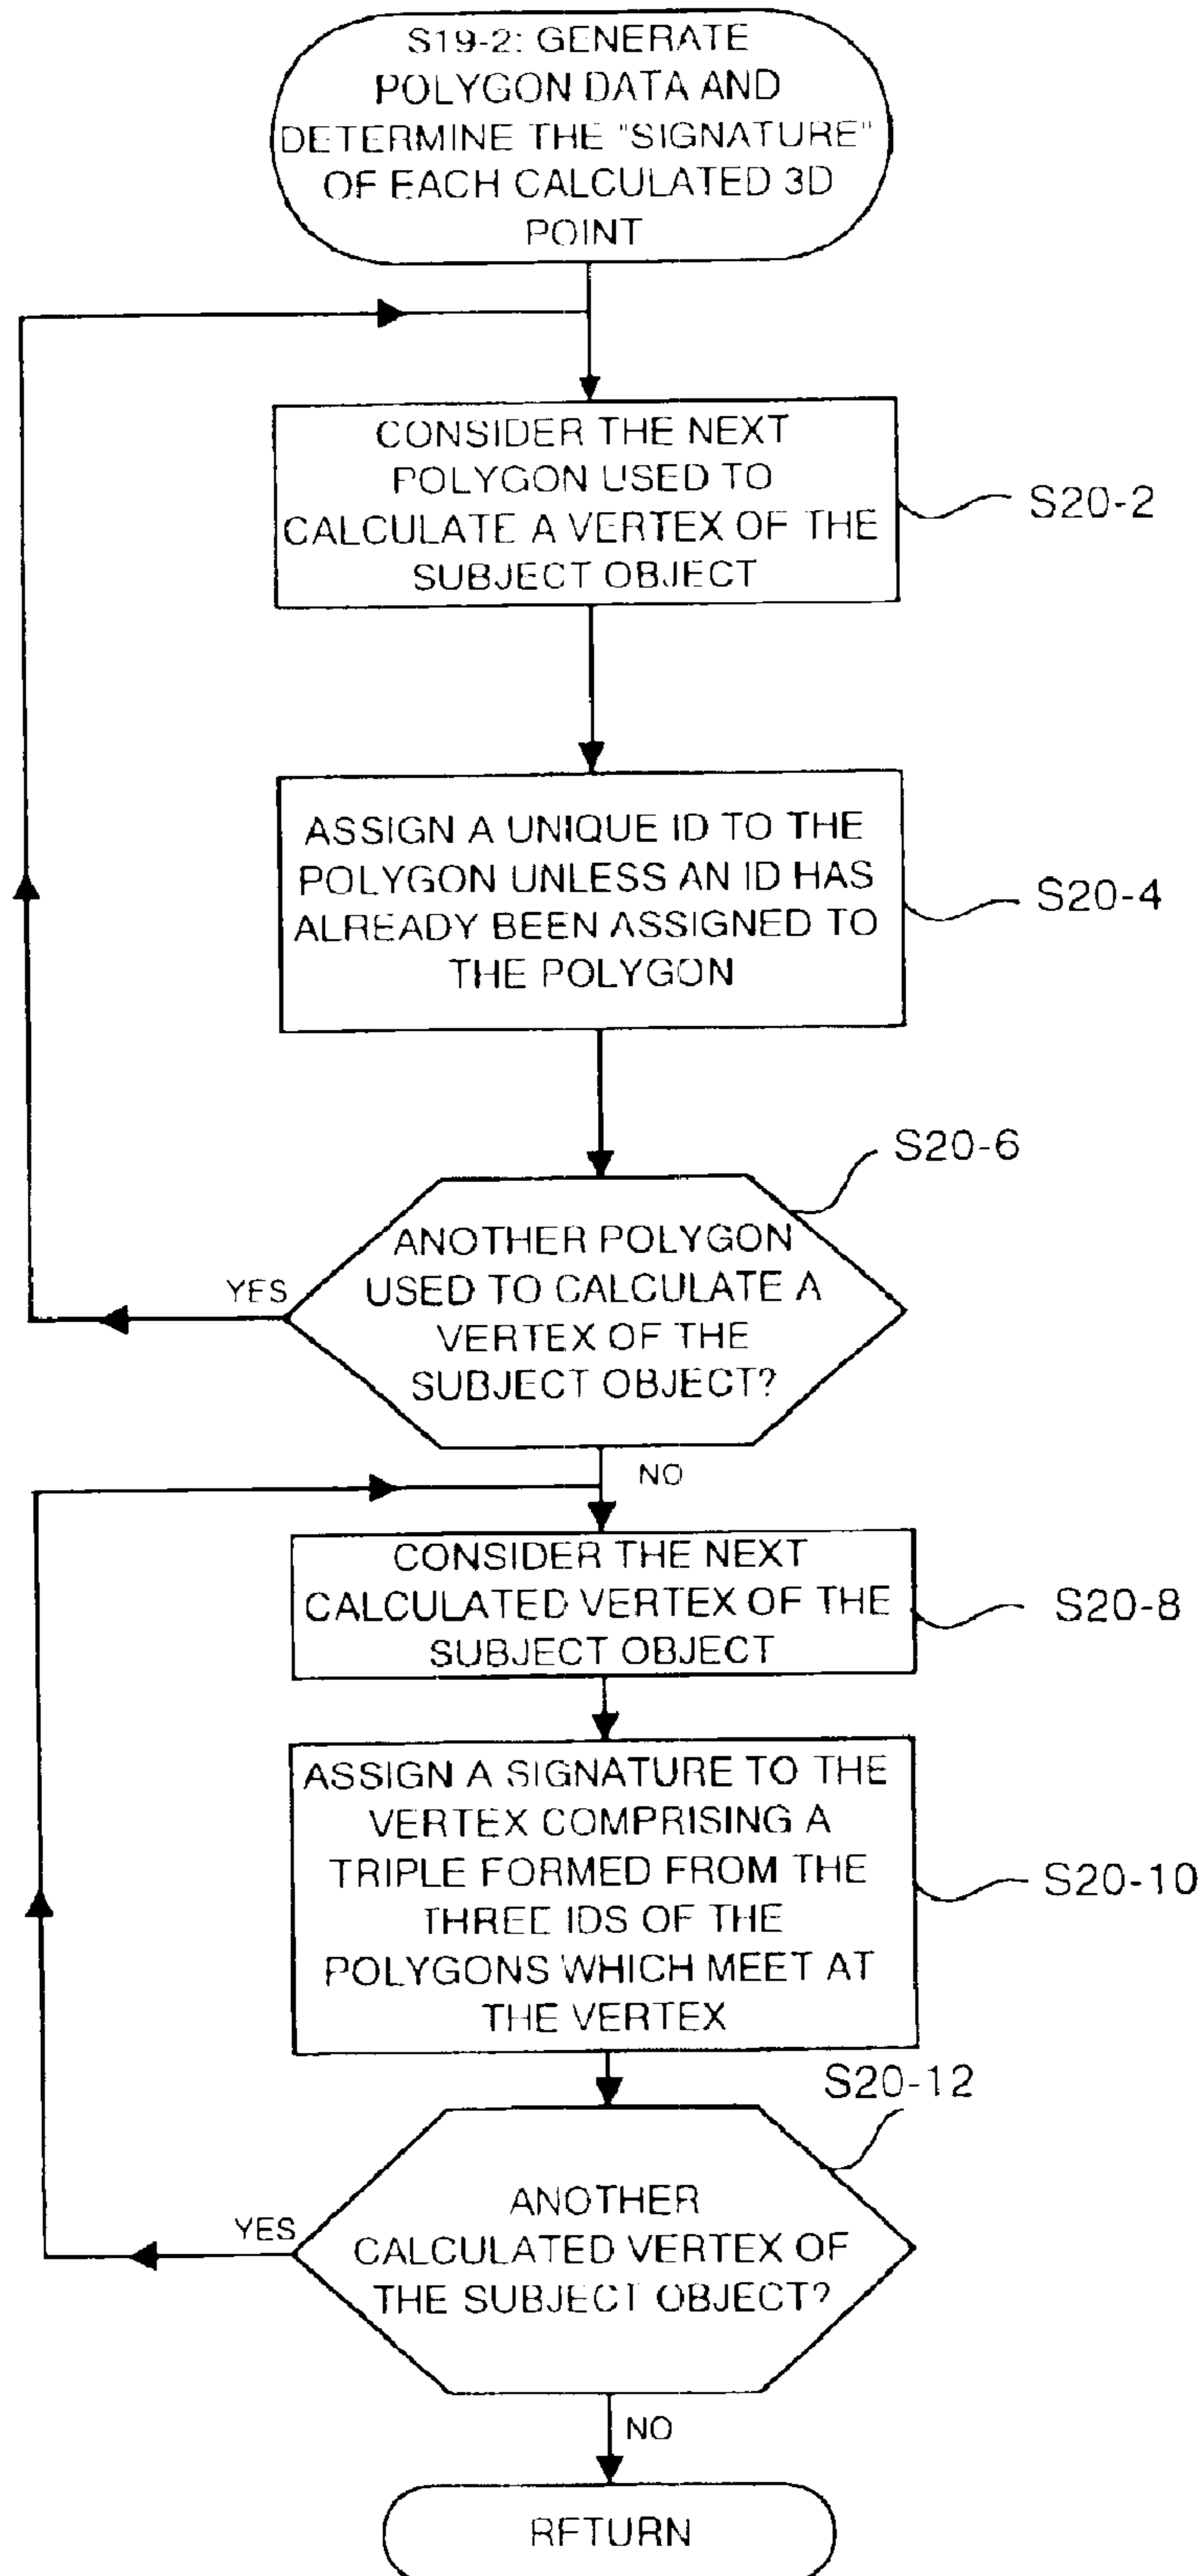 S19-2: GENERATE
POLYGON DATA AND
DETERMINE THE "SIGNATURE"
OF EACH CALCULATED 3D
POINT
CONSIDER THE NEXT
POLYGON USED TO
CALCULATE A VERTEX OF THE
SUBJECT OBJECT
S20-2
ASSIGN A UNIQUE ID TO THE
POLYGON UNLESS AN ID HAS
ALREADY BEEN ASSIGNED TO
THE POLYGON
S20-4
S20-6
ANOTHER POLYGON
USED TO CALCULATE A
VERTEX OF THE
SUBJECT OBJECT?
YES
NO
CONSIDER THE NEXT
CALCULATED VERTEX OF THE
SUBJECT OBJECT
S20-8
ASSIGN A SIGNATURE TO THE
VERTEX COMPRISING A
TRIPLE FORMED FROM THE
THREE IDS OF THE
POLYGONS WHICH MEET AT
THE VERTEX
S20-10
S20-12
ANOTHER
CALCULATED VERTEX OF
THE SUBJECT OBJECT?
YES
NO
RETURN